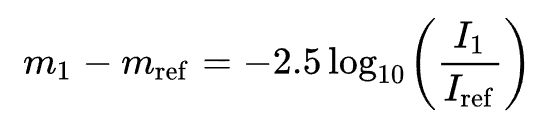 m₁ − m_ref = −2.5 log₁₀ (I₁ / I_ref)